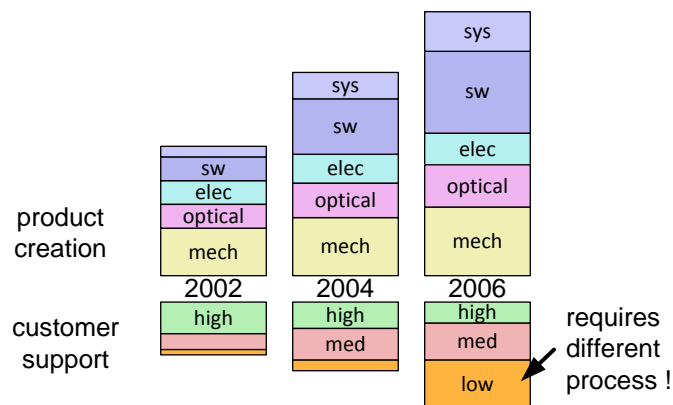 sys
sys
sw
sw
sw
elec
elec
elec
optical
optical
optical
mech
mech
mech
product
creation
2002
2004
2006
high
high
high
med
med
low
customer
support
requires
different
process !